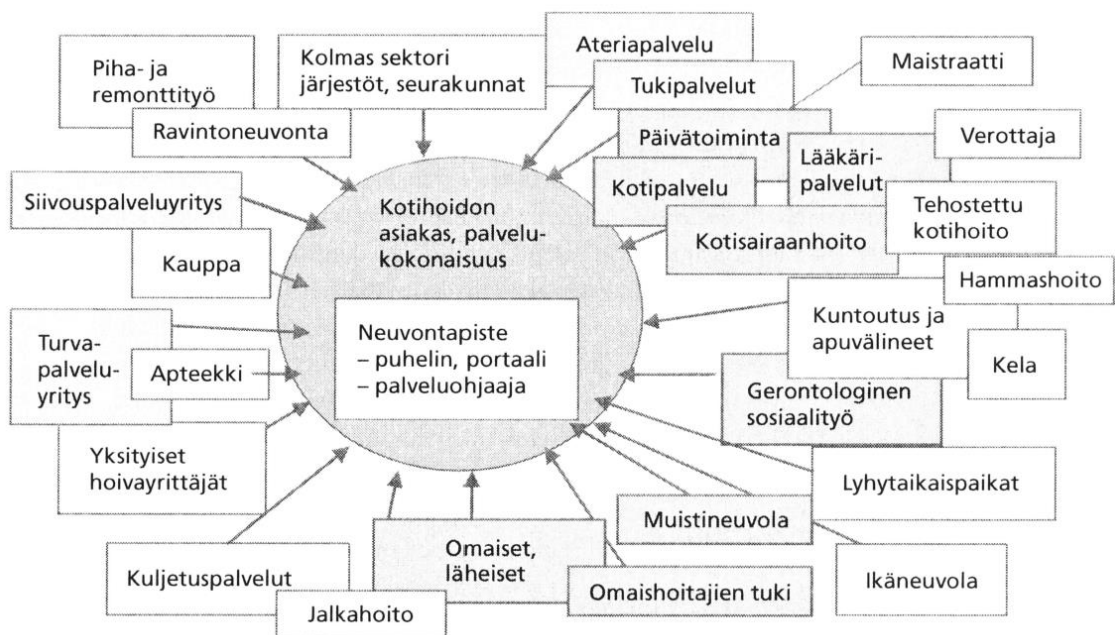 Piha- ja
remonttityö
Ravintoneuvonta
Kolmas sektori
järjestöt, seurakunnat
Ateriapalvelu
Tukipalvelut
Päivätoiminta
Maistraatti
Verottaja
Lääkäri-
palvelut
Kotipalvelu
Kotisairaanhoito
Tehostettu
kotihoito
Hammashoito
Siivouspalveluyritys
Kauppa
Kotihoidon
asiakas, palvelu-
kokonaisuus
Neuvontapiste
– puhelin, portaali
– palveluohjaaja
Kuntoutus ja
apuvälineet
Kela
Turva-
palvelu-
yritys
Apteekki
Gerontologinen
sosiaalityö
Yksityiset
hoivayrittäjät
Lyhytaikaispaikat
Muistineuvola
Kuljetuspalvelut
Jalkahoito
Omaiset,
läheiset
Omaishoitajien tuki
Ikäneuvola